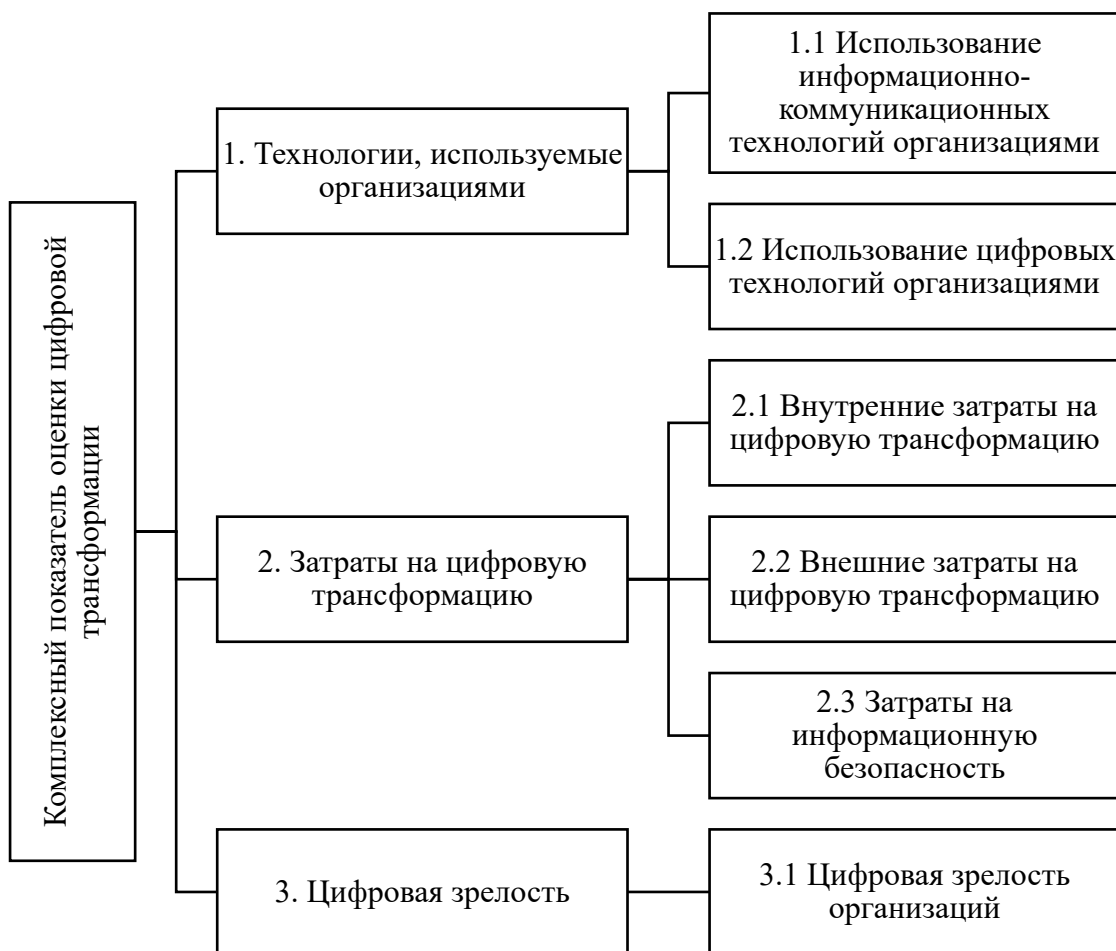 Комплексный показатель оценки цифровой
трансформации
1. Технологии, используемые
организациями
1.1 Использование
информационно-
коммуникационных
технологий организациями
1.2 Использование цифровых
технологий организациями
2. Затраты на цифровую
трансформацию
2.1 Внутренние затраты на
цифровую трансформацию
2.2 Внешние затраты на
цифровую трансформацию
2.3 Затраты на
информационную
безопасность
3. Цифровая зрелость
3.1 Цифровая зрелость
организаций